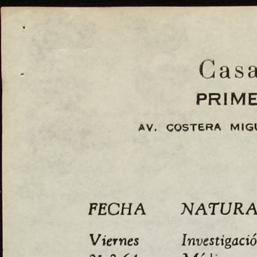 Casa
PRIME
AV. COSTERA MIGU
FECHA NATURA
Viernes Investigació